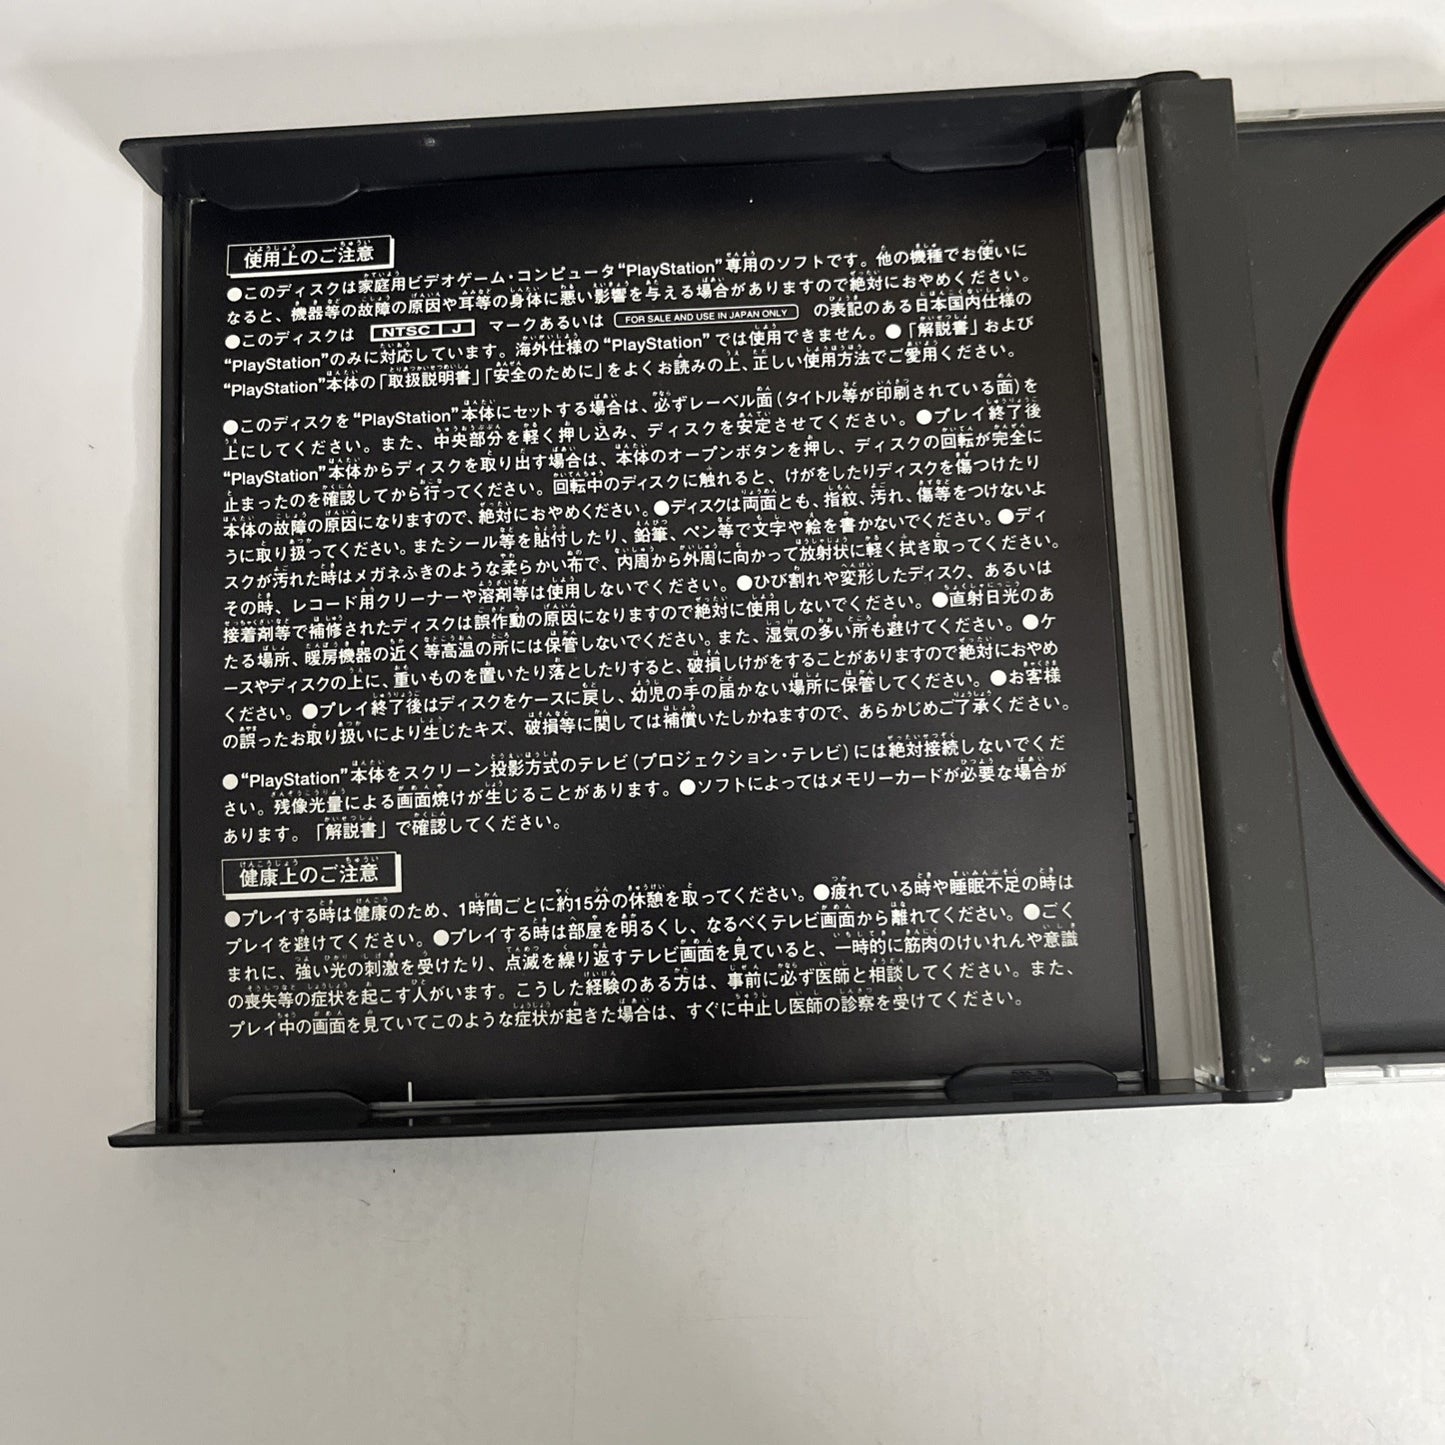 使用上のご注意
●このディスクは家庭用ビデオゲーム・コンピュータ“PlayStation”専用のソフトです。他の機種でお使いに
なると、機器等の故障の原因や耳等の身体に悪い影響を与える場合がありますので絶対におやめください。
●このディスクは NTSC J マークあるいは FOR SALE AND USE IN JAPAN ONLY の表記のある日本国内仕様の
“PlayStation”のみに対応しています。海外仕様の“PlayStation”では使用できません。●「解説書」および
“PlayStation”本体の「取扱説明書」「安全のために」をよくお読みの上、正しい使用方法でご愛用ください。
●このディスクを“PlayStation”本体にセットする場合は、必ずレーベル面(タイトル等が印刷されている面)を
上にしてください。また、中央部分を軽く押し込み、ディスクを安定させてください。●プレイ終了後
“PlayStation”本体からディスクを取り出す場合は、本体のオープンボタンを押し、ディスクの回転が完全に
止まったのを確認してから行ってください。回転中のディスクに触れると、けがをしたりディスクを傷つけたり
本体の故障の原因になりますので、絶対におやめください。●ディスクは両面とも、指紋、汚れ、傷等をつけないよ
うに取り扱ってください。またシール等を貼付したり、鉛筆、ペン等で文字や絵を書かないでください。●ディ
スクが汚れた時はメガネふきのような柔らかい布で、内周から外周に向かって放射状に軽く拭き取ってください。
その時、レコード用クリーナーや溶剤等は使用しないでください。●ひび割れや変形したディスク、あるいは
接着剤等で補修されたディスクは誤作動の原因になりますので絶対に使用しないでください。●直射日光のあ
たる場所、暖房機器の近く等高温の所には保管しないでください。また、湿気の多い所も避けてください。●ケ
ースやディスクの上に、重いものを置いたり落としたりすると、破損しけがをすることがありますので絶対におやめ
ください。●プレイ終了後はディスクをケースに戻し、幼児の手の届かない場所に保管してください。●お客様
の誤ったお取り扱いにより生じたキズ、破損等に関しては補償いたしかねますので、あらかじめご了承ください。
●“PlayStation”本体をスクリーン投影方式のテレビ(プロジェクション・テレビ)には絶対接続しないでくだ
さい。残像光量による画面焼けが生じることがあります。●ソフトによってはメモリーカードが必要な場合が
あります。「解説書」で確認してください。
健康上のご注意
●プレイする時は健康のため、1時間ごとに約15分の休憩を取ってください。●疲れている時や睡眠不足の時は
プレイを避けてください。●プレイする時は部屋を明るくし、なるべくテレビ画面から離れてください。●ごく
まれに、強い光の刺激を受けたり、点滅を繰り返すテレビ画面を見ていると、一時的に筋肉のけいれんや意識
の喪失等の症状を起こす人がいます。こうした経験のある方は、事前に必ず医師と相談してください。また、
プレイ中の画面を見ていてこのような症状が起きた場合は、すぐに中止し医師の診察を受けてください。